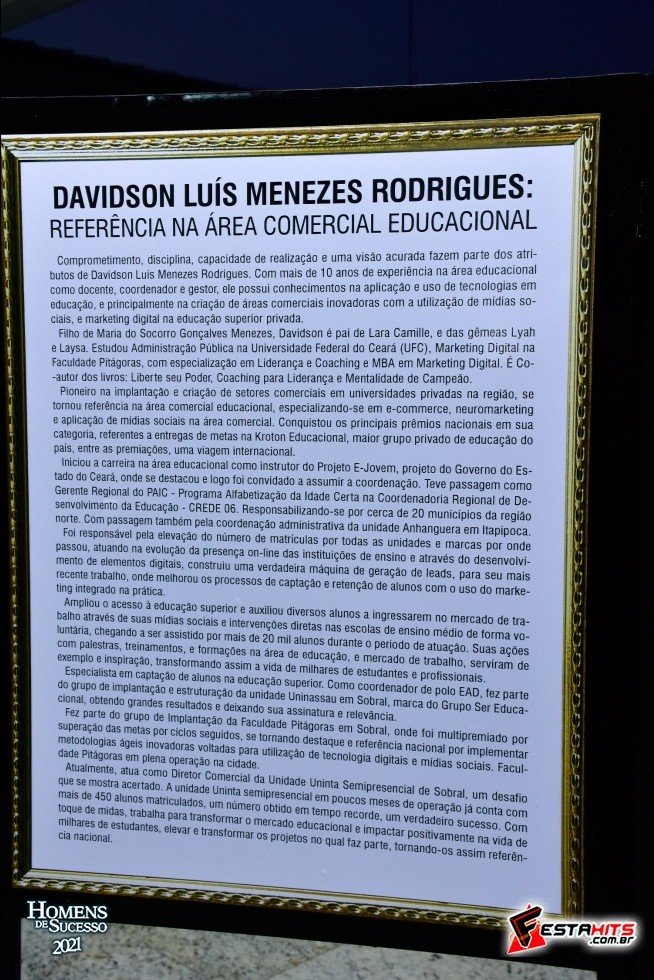 DAVIDSON LUÍS MENEZES RODRIGUES:
REFERÊNCIA NA ÁREA COMERCIAL EDUCACIONAL
Comprometimento, disciplina, capacidade de realização e uma visão acurada fazem parte dos atri-
butos de Davidson Luís Menezes Rodrigues. Com mais de 10 anos de experiência na área educacional
como docente, coordenador e gestor, ele possui conhecimentos na aplicação e uso de tecnologias em
educação, e principalmente na criação de áreas comerciais inovadoras com a utilização de mídias so-
ciais, e marketing digital na educação superior privada.
Filho de Maria do Socorro Gonçalves Menezes, Davidson é pai de Lara Camille, e das gêmeas Lyah
e Laysa. Estudou Administração Pública na Universidade Federal do Ceará (UFC), Marketing Digital na
Faculdade Pitágoras, com especialização em Liderança e Coaching e MBA em Marketing Digital. É Co-
-autor dos livros: Liberte seu Poder, Coaching para Liderança e Mentalidade de Campeão.
Pioneiro na implantação e criação de setores comerciais em universidades privadas na região, se
tornou referência na área comercial educacional, especializando-se em e-commerce, neuromarketing
e aplicação de mídias sociais na área comercial. Conquistou os principais prêmios nacionais em sua
categoria, referentes a entregas de metas na Kroton Educacional, maior grupo privado de educação do
país, entre as premiações, uma viagem internacional.
Iniciou a carreira na área educacional como instrutor do Projeto E-Jovem, projeto do Governo do Es-
tado do Ceará, onde se destacou e logo foi convidado a assumir a coordenação. Teve passagem como
Gerente Regional do PAIC - Programa Alfabetização da Idade Certa na Coordenadoria Regional de De-
senvolvimento da Educação - CREDE 06. Responsabilizando-se por cerca de 20 municípios da região
norte. Com passagem também pela coordenação administrativa da unidade Anhanguera em Itapipoca.
Foi responsável pela elevação do número de matriculas por todas as unidades e marcas por onde
passou, atuando na evolução da presença on-line das instituições de ensino e através do desenvolvi-
mento de elementos digitais, construiu uma verdadeira máquina de geração de leads, para seu mais
recente trabalho, onde melhorou os processos de captação e retenção de alunos com o uso do marke-
ting integrado na prática.
Ampliou o acesso à educação superior e auxiliou diversos alunos a ingressarem no mercado de tra-
balho através de suas mídias sociais e intervenções diretas nas escolas de ensino médio de forma vo-
luntária, chegando a ser assistido por mais de 20 mil alunos durante o período de atuação. Suas ações
com palestras, treinamentos, e formações na área de educação, e mercado de trabalho, serviram de
exemplo e inspiração, transformando assim a vida de milhares de estudantes e profissionais.
Especialista em captação de alunos na educação superior. Como coordenador de polo EAD, fez parte
do grupo de implantação e estruturação da unidade Uninassau em Sobral, marca do Grupo Ser Educa-
cional, obtendo grandes resultados e deixando sua assinatura e relevância.
Fez parte do grupo de Implantação da Faculdade Pitágoras em Sobral, onde foi multipremiado por
superação das metas por ciclos seguidos, se tornando destaque e referência nacional por implementar
metodologias ágeis inovadoras voltadas para utilização de tecnologia digitais e mídias sociais. Facul-
dade Pitágoras em plena operação na cidade.
Atualmente, atua como Diretor Comercial da Unidade Uninta Semipresencial de Sobral, um desafio
que se mostra acertado. A unidade Uninta semipresencial em poucos meses de operação já conta com
mais de 450 alunos matriculados, um número obtido em tempo recorde, um verdadeiro sucesso. Com
toque de midas, trabalha para transformar o mercado educacional e impactar positivamente na vida de
milhares de estudantes, elevar e transformar os projetos no qual faz parte, tornando-os assim referên-
cia nacional.
HOMENS
DE SUCESSO
2021
FESTAHITS
.com.br